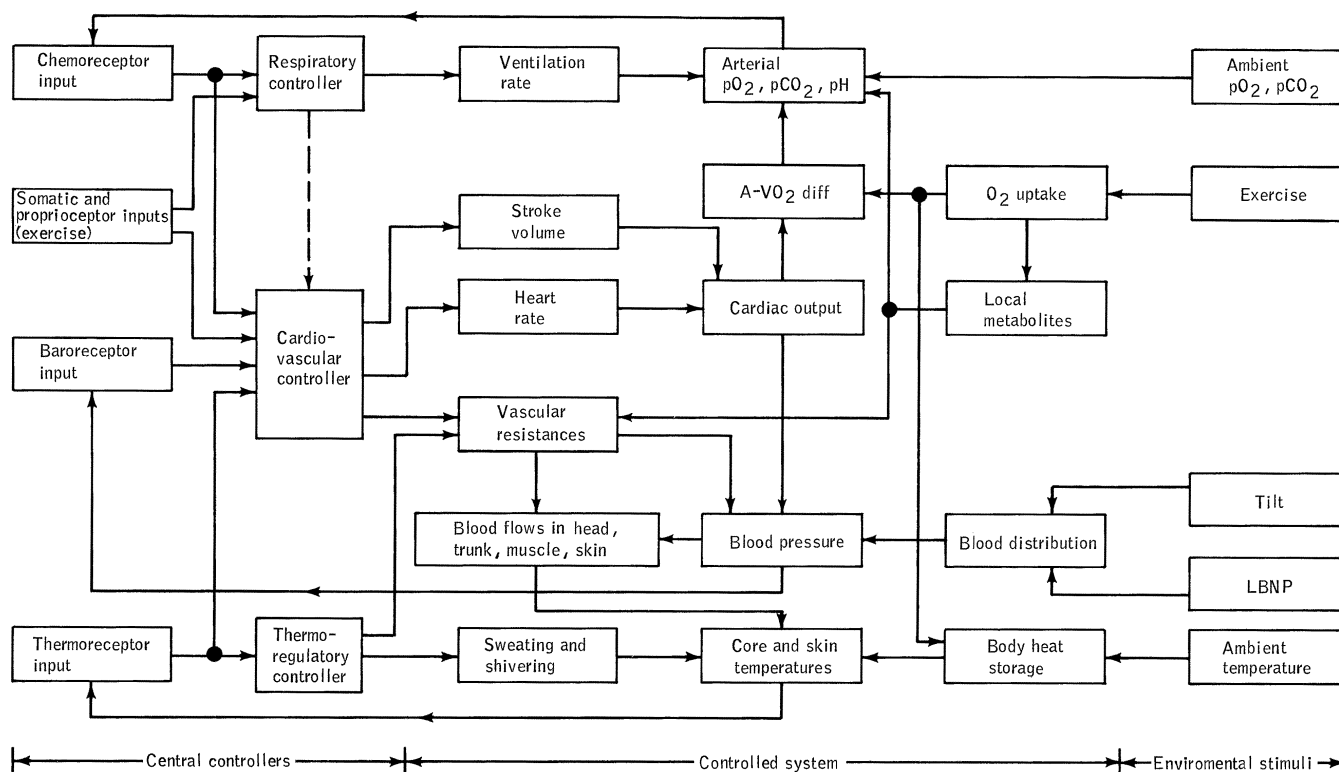 Chemoreceptor
input
Respiratory
controller
Ventilation
rate
Arterial
pO2, pCO2, pH
Ambient
pO2, pCO2
Somatic and
proprioceptor inputs
(exercise)
Stroke
volume
A-VO2 diff
O2 uptake
Exercise
Baroreceptor
input
Cardio-
vascular
controller
Heart
rate
Cardiac output
Local
metabolites
Vascular
resistances
Blood flows in head,
trunk, muscle, skin
Blood pressure
Blood distribution
Tilt
LBNP
Thermoreceptor
input
Thermo-
regulatory
controller
Sweating and
shivering
Core and skin
temperatures
Body heat
storage
Ambient
temperature
Central controllers
Controlled system
Enviromental stimuli